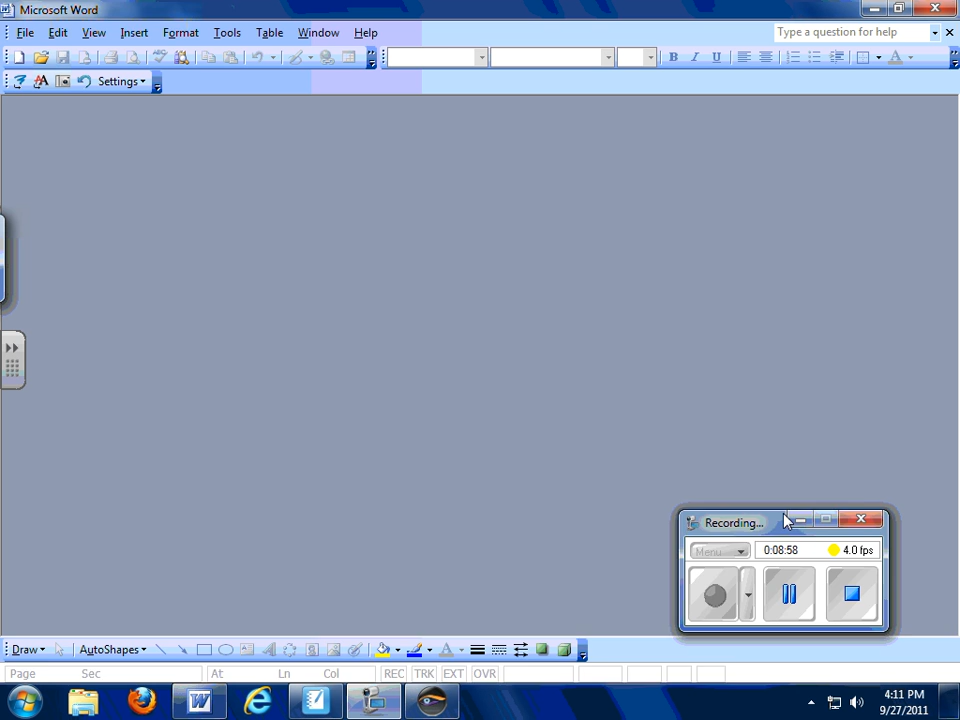 Microsoft Word
File Edit View Insert Format Tools Table Window Help Type a question for help
B I U A
Settings
Recording...
Menu 0:08:58 4.0 fps
Draw AutoShapes A
Page Sec At Ln Col REC TRK EXT OVR
4:11 PM
9/27/2011